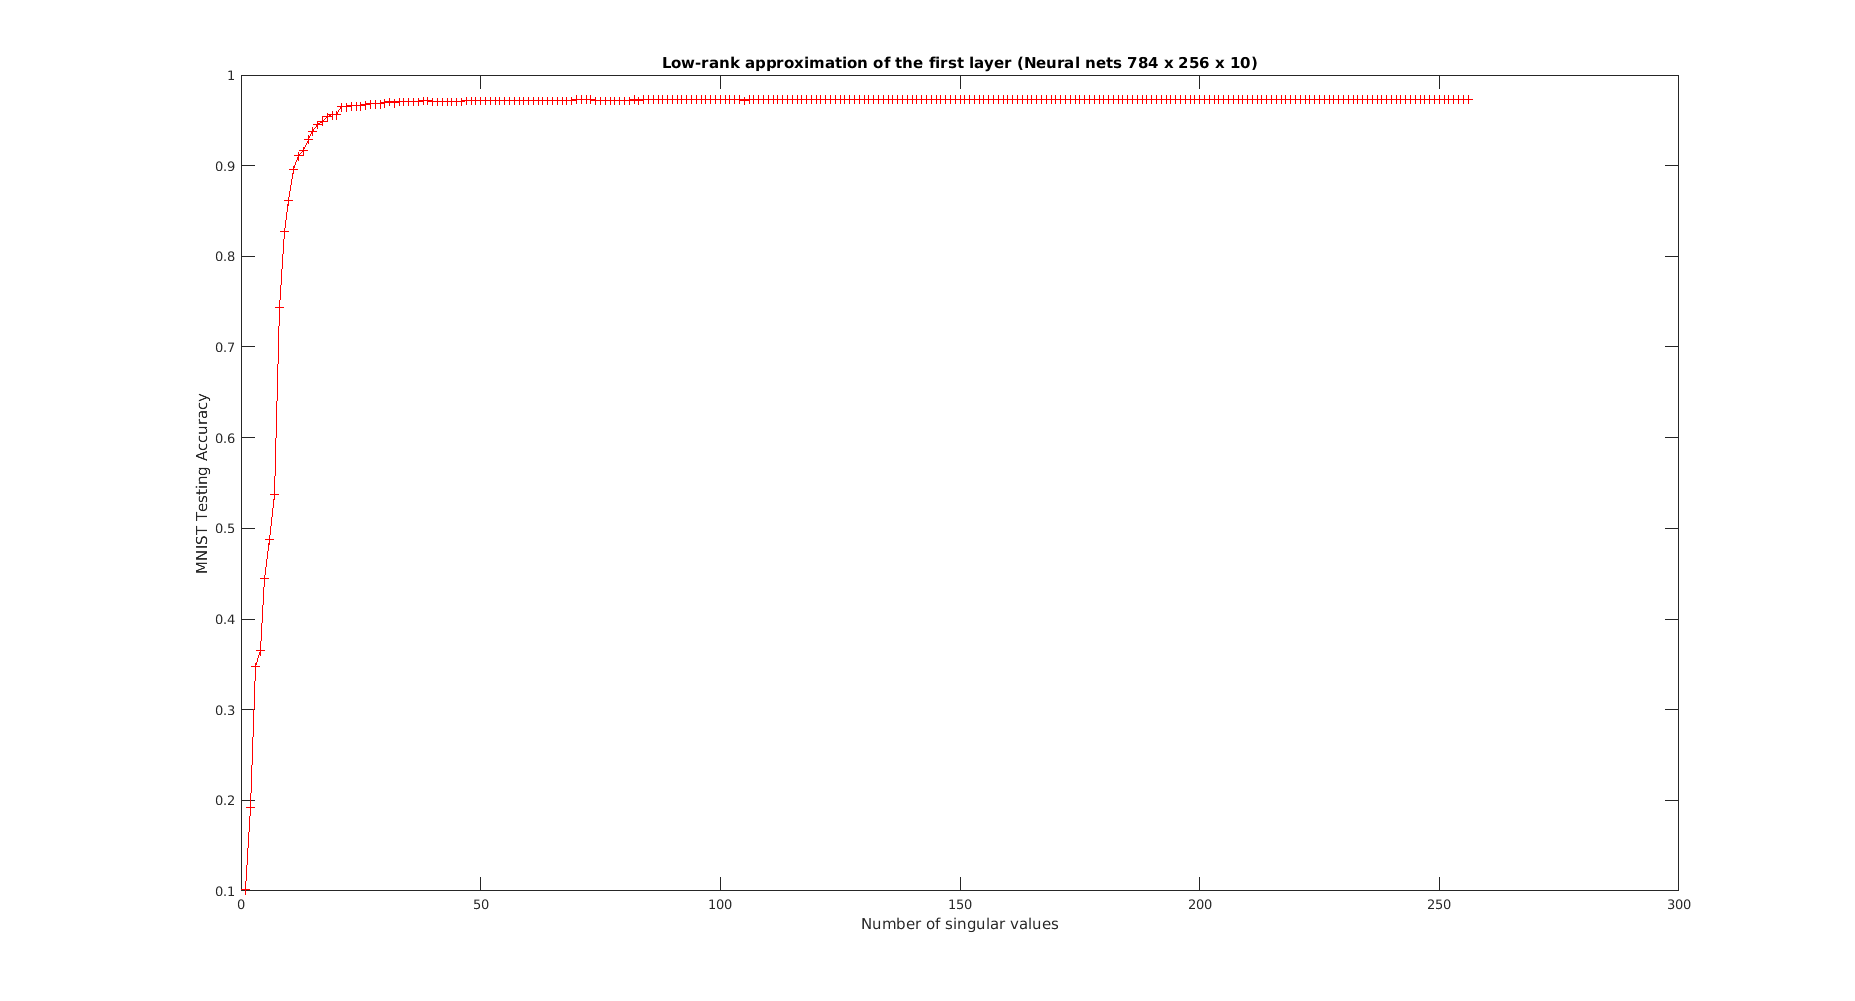 Low-rank approximation of the first layer (Neural nets 784 x 256 x 10)
1
0.9
0.8
0.7
0.6
0.5
0.4
0.3
0.2
0.1
MNIST Testing Accuracy
0 50 100 150 200 250 300
Number of singular values